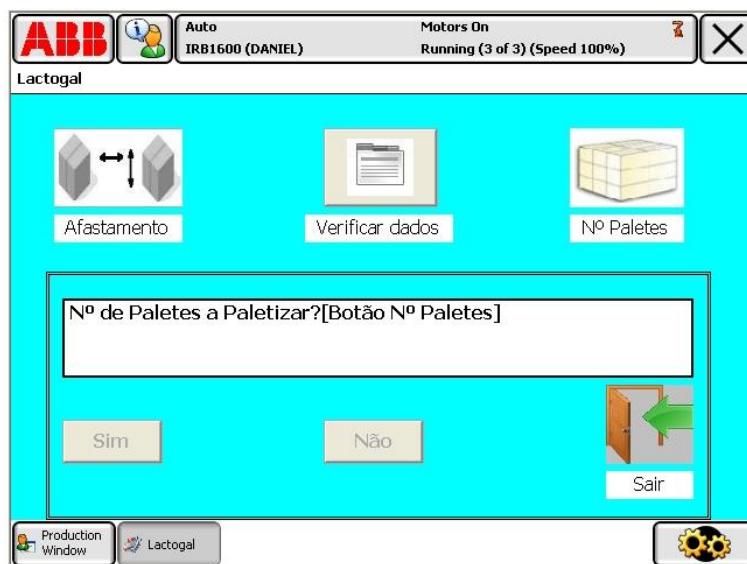 ABB
Auto
IRB1600 (DANIEL)
Motors On
Running (3 of 3) (Speed 100%)
Lactogal
Afastamento
Verificar dados
Nº Paletes
Nº de Paletes a Paletizar?[Botão Nº Paletes]
Sim
Não
Sair
Production
Window
Lactogal